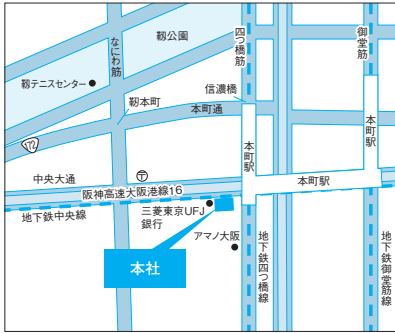 なにわ筋
靱公園
四つ橋筋
御堂筋
靱テニスセンター
信濃橋
靱本町
本町通
172
本町駅
本町駅
中央大通
〒
阪神高速大阪港線16
本町駅
地下鉄中央線
三菱東京UFJ
銀行
アマノ大阪
本社
地下鉄四つ橋線
地下鉄御堂筋線